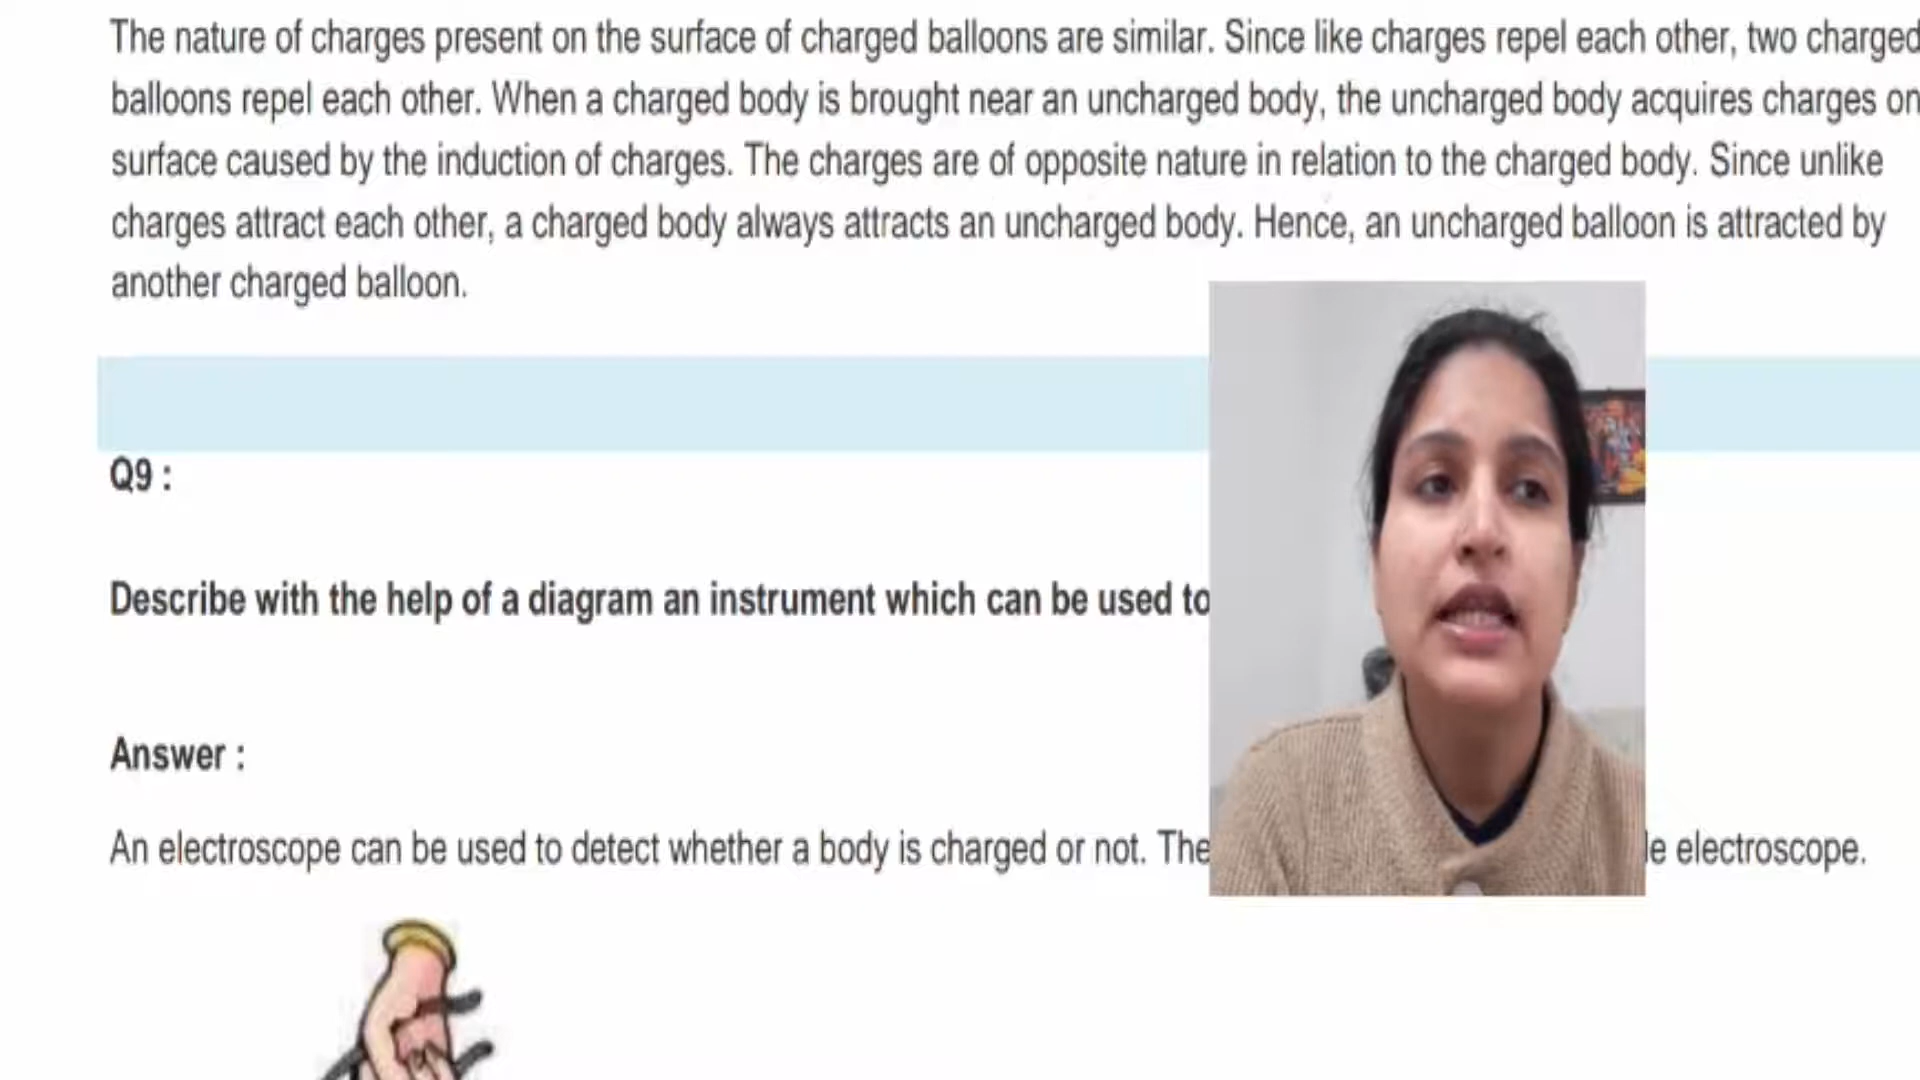 The nature of charges present on the surface of charged balloons are similar. Since like charges repel each other, two charged
balloons repel each other. When a charged body is brought near an uncharged body, the uncharged body acquires charges on
surface caused by the induction of charges. The charges are of opposite nature in relation to the charged body. Since unlike
charges attract each other, a charged body always attracts an uncharged body. Hence, an uncharged balloon is attracted by
another charged balloon.
Q9 :
Describe with the help of a diagram an instrument which can be used to
Answer :
An electroscope can be used to detect whether a body is charged or not. The electroscope.